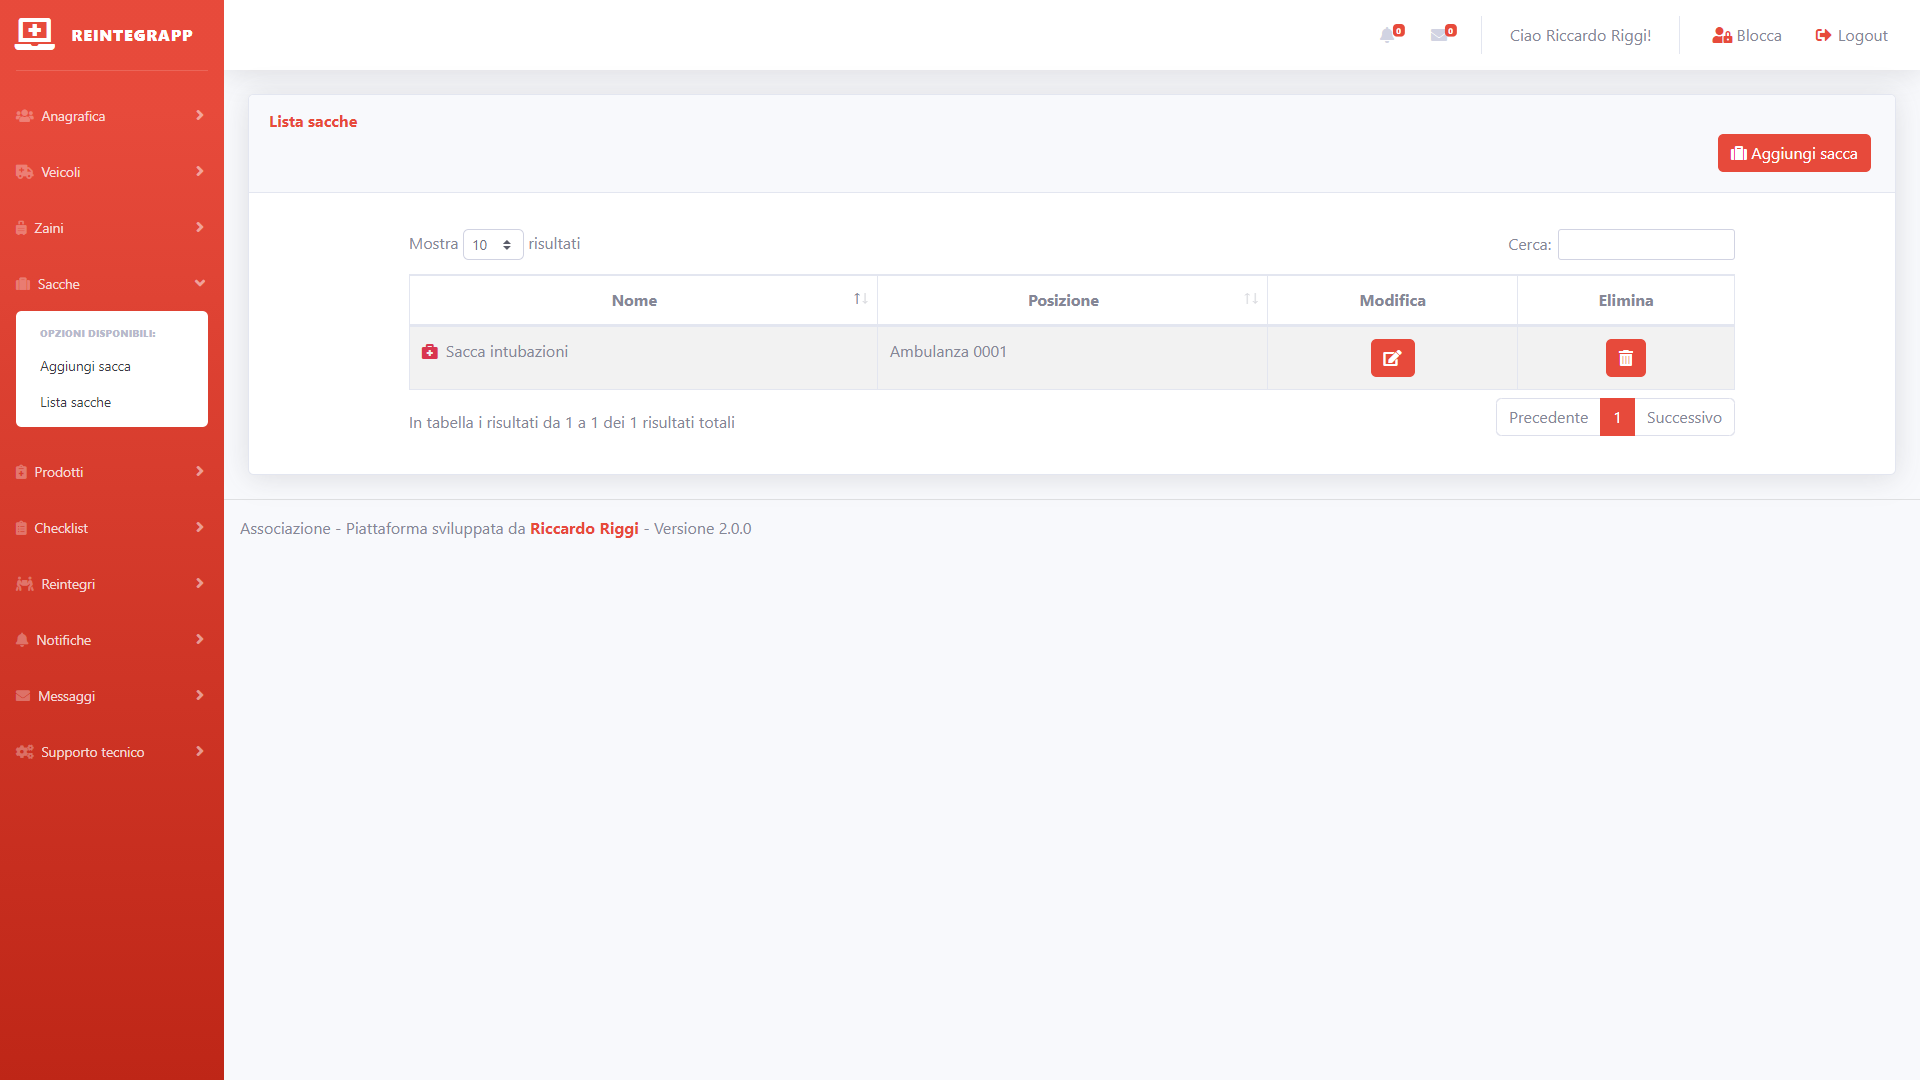 REINTEGRAPP
0
0
Ciao Riccardo Riggi!
Blocca
Logout
Anagrafica
Veicoli
Zaini
Sacche
OPZIONI DISPONIBILI:
Aggiungi sacca
Lista sacche
Prodotti
Checklist
Reintegri
Notifiche
Messaggi
Supporto tecnico
Lista sacche
Aggiungi sacca
Mostra 10 risultati
Cerca:
Nome Posizione Modifica Elimina
Sacca intubazioni Ambulanza 0001
In tabella i risultati da 1 a 1 dei 1 risultati totali
Precedente 1 Successivo
Associazione - Piattaforma sviluppata da Riccardo Riggi - Versione 2.0.0